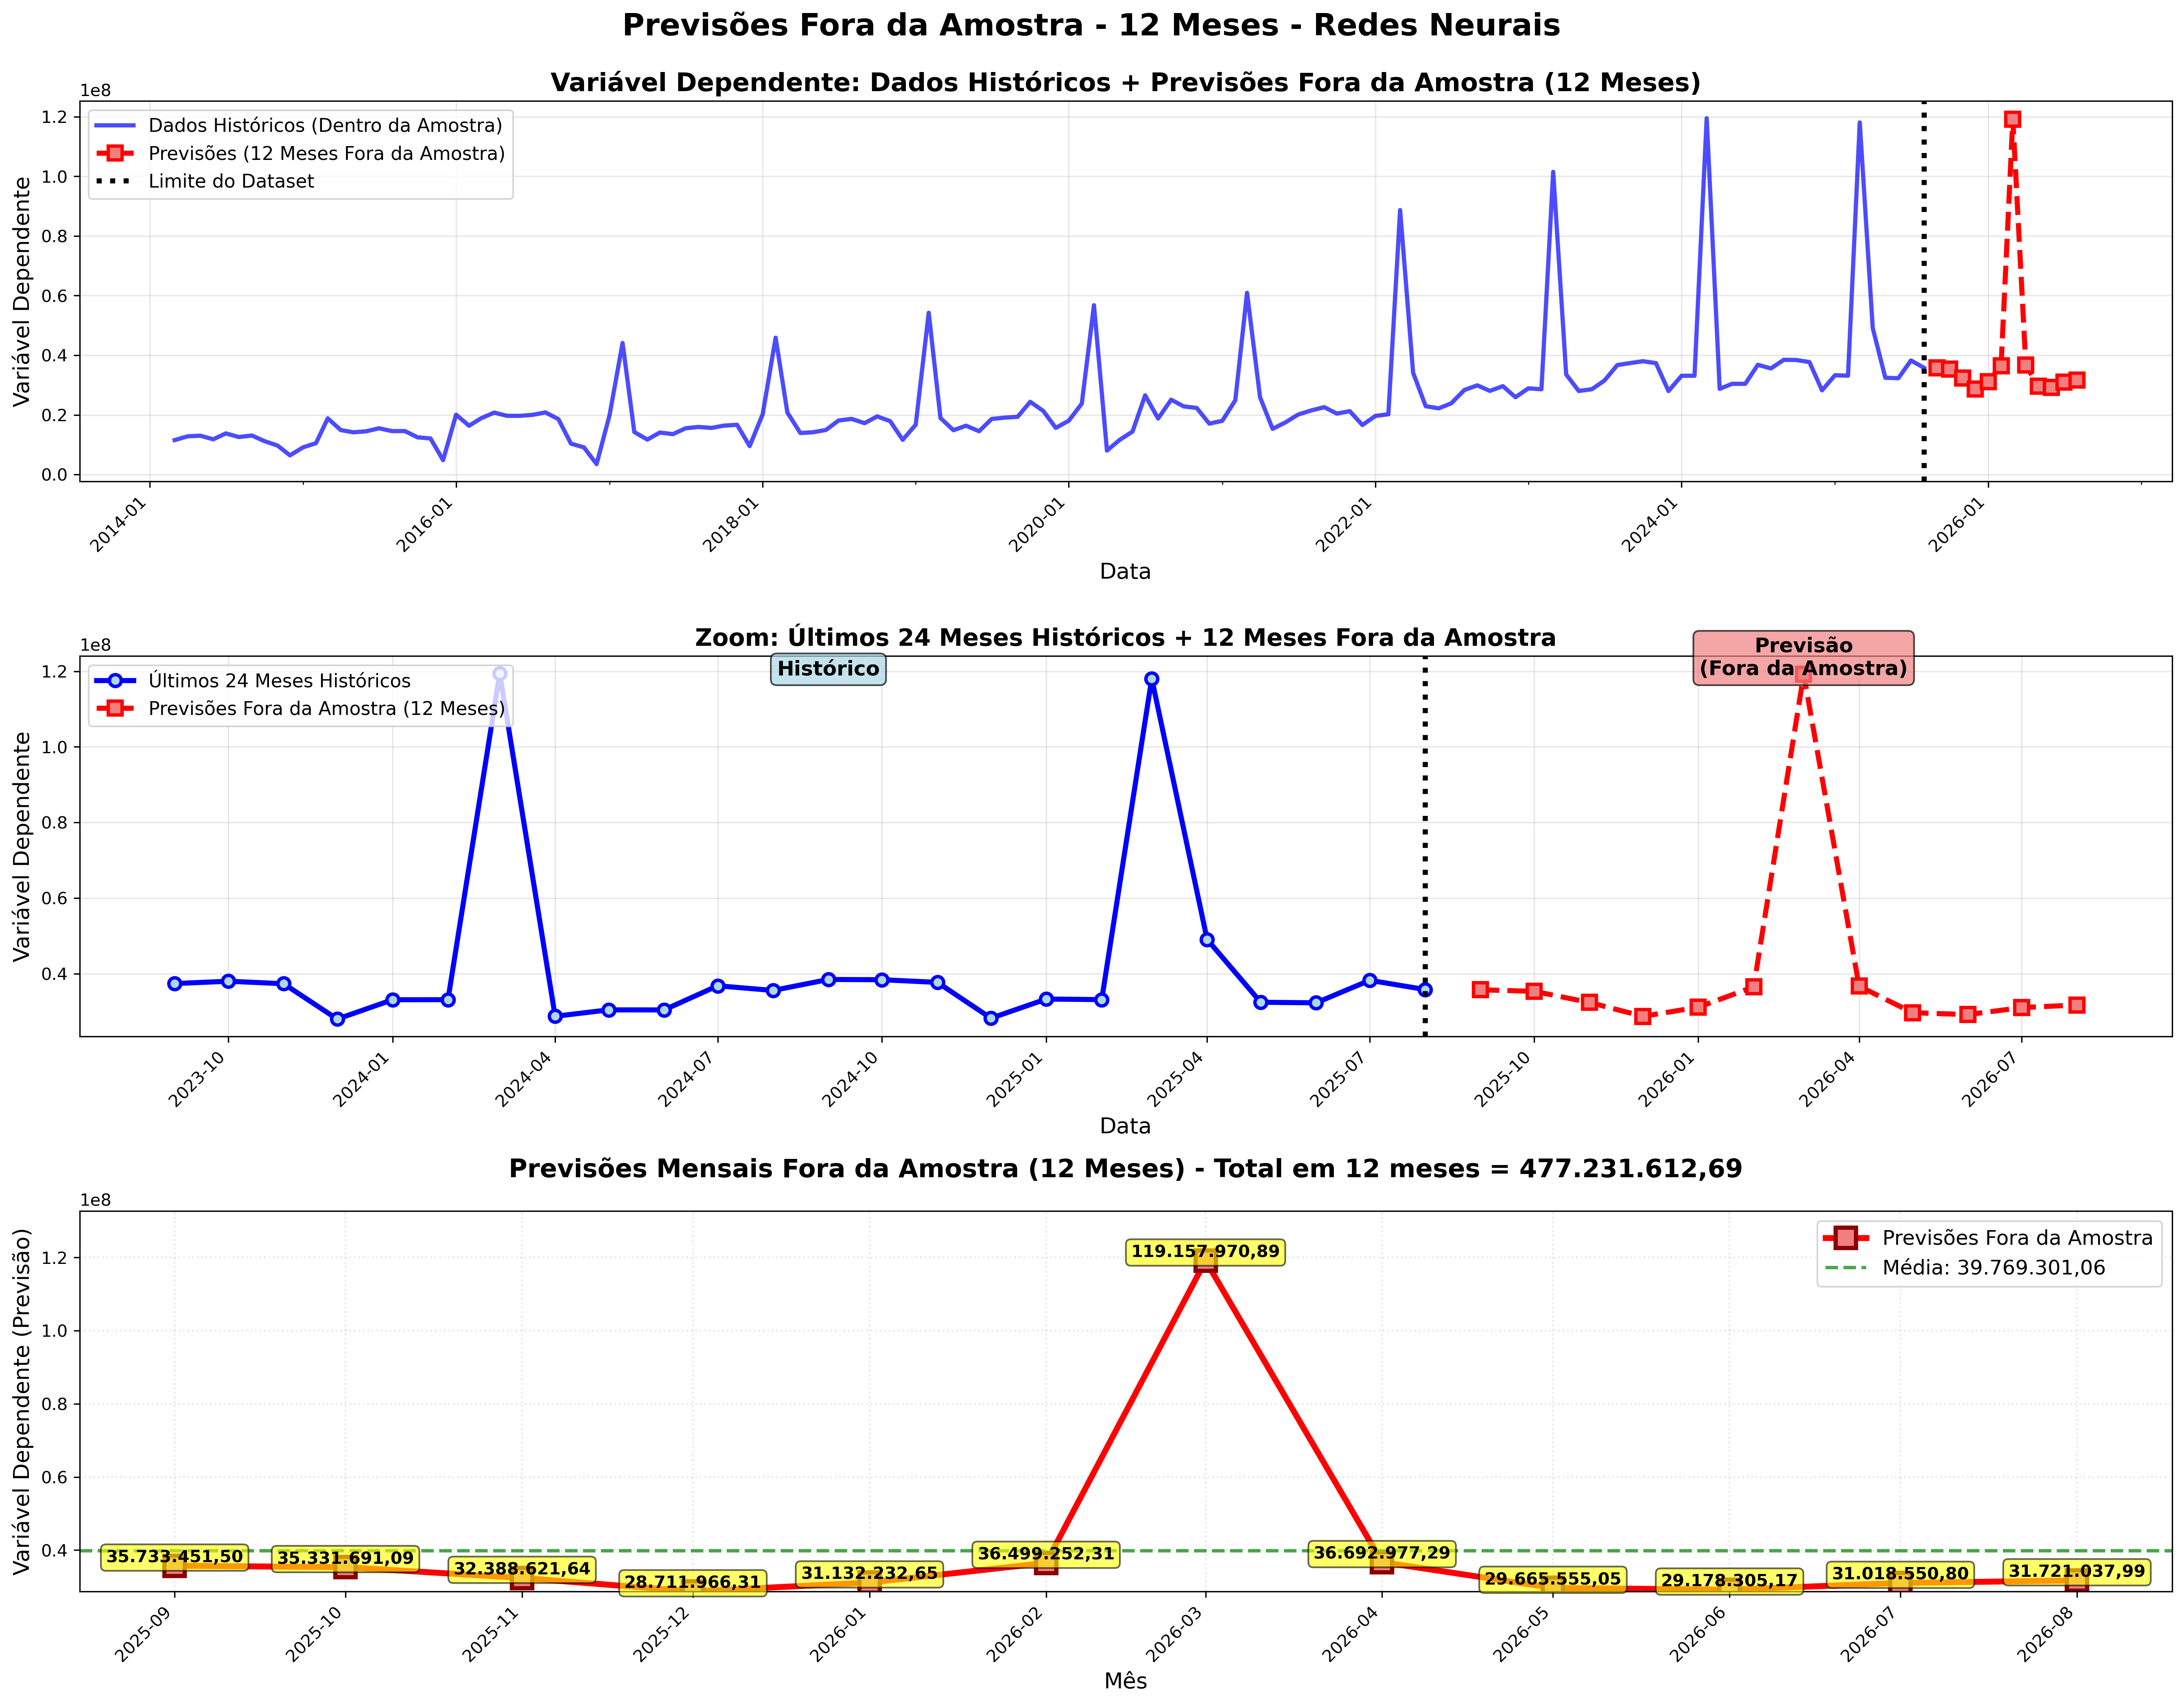 Previsões Fora da Amostra - 12 Meses - Redes Neurais
Variável Dependente: Dados Históricos + Previsões Fora da Amostra (12 Meses)
1e8
Dados Históricos (Dentro da Amostra)
Previsões (12 Meses Fora da Amostra)
Limite do Dataset
Variável Dependente
1.2
1.0
0.8
0.6
0.4
0.2
0.0
2014-01
2016-01
2018-01
2020-01
2022-01
2024-01
2026-01
Data
Zoom: Últimos 24 Meses Históricos + 12 Meses Fora da Amostra
1e8
Últimos 24 Meses Históricos
Previsões Fora da Amostra (12 Meses)
Histórico
Previsão
(Fora da Amostra)
Variável Dependente
1.2
1.0
0.8
0.6
0.4
2023-10
2024-01
2024-04
2024-07
2024-10
2025-01
2025-04
2025-07
2025-10
2026-01
2026-04
2026-07
Data
Previsões Mensais Fora da Amostra (12 Meses) - Total em 12 meses = 477.231.612,69
1e8
Previsões Fora da Amostra
Média: 39.769.301,06
Variável Dependente (Previsão)
1.2
1.0
0.8
0.6
0.4
35.733.451,50
35.331.691,09
32.388.621,64
28.711.966,31
31.132.232,65
36.499.252,31
119.157.970,89
36.692.977,29
29.665.555,05
29.178.305,17
31.018.550,80
31.721.037,99
2025-09
2025-10
2025-11
2025-12
2026-01
2026-02
2026-03
2026-04
2026-05
2026-06
2026-07
2026-08
Mês